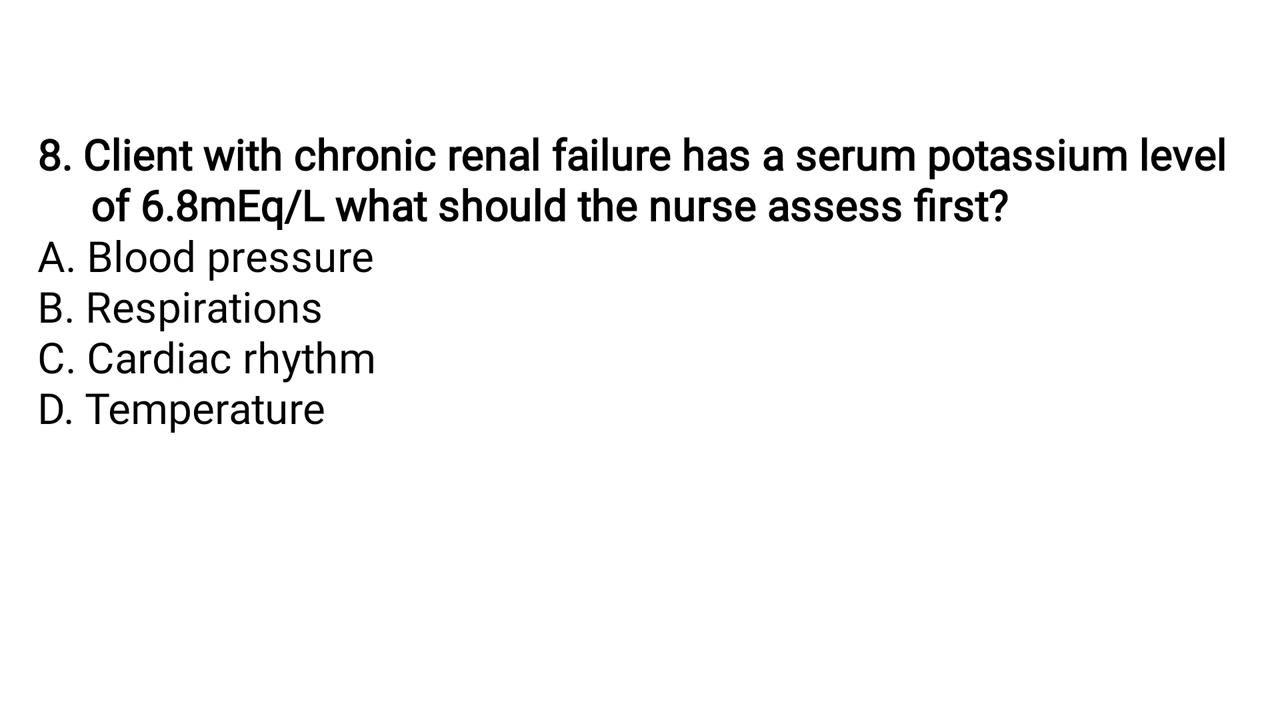 8. Client with chronic renal failure has a serum potassium level
of 6.8mEq/L what should the nurse assess first?
A. Blood pressure
B. Respirations
C. Cardiac rhythm
D. Temperature